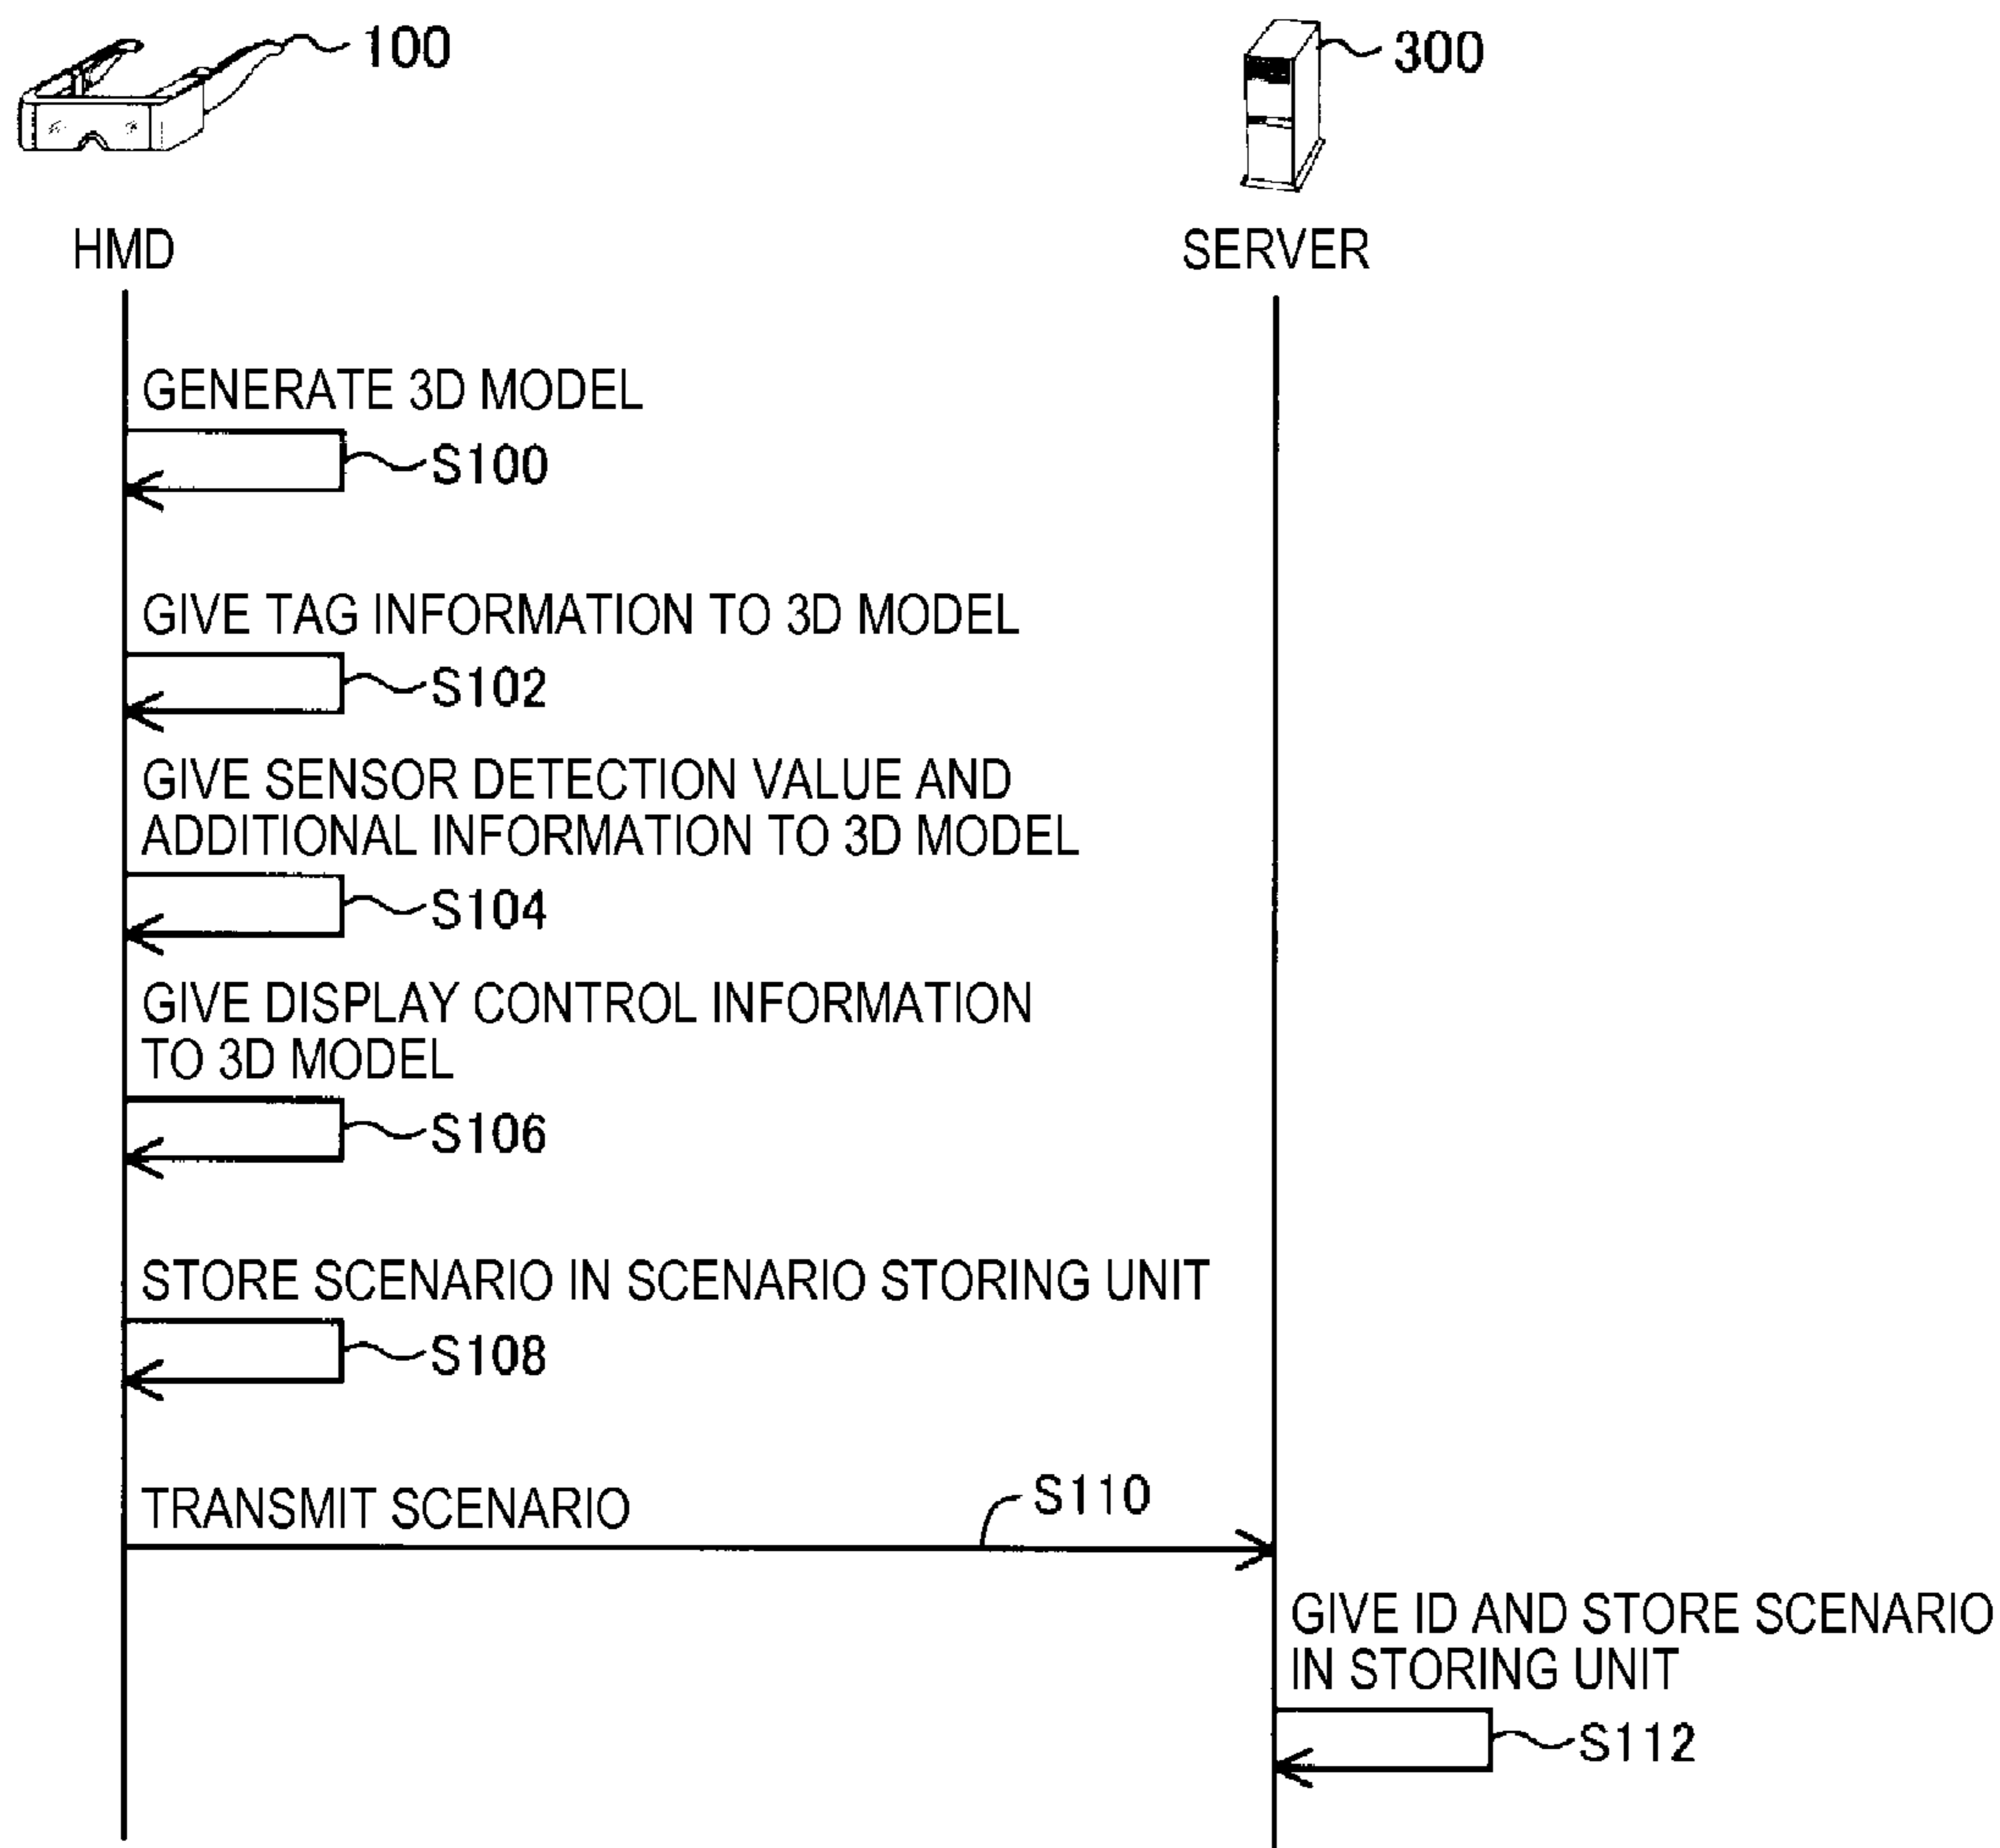 100
300
HMD
SERVER
GENERATE 3D MODEL
S100
GIVE TAG INFORMATION TO 3D MODEL
S102
GIVE SENSOR DETECTION VALUE AND
ADDITIONAL INFORMATION TO 3D MODEL
S104
GIVE DISPLAY CONTROL INFORMATION
TO 3D MODEL
S106
STORE SCENARIO IN SCENARIO STORING UNIT
S108
TRANSMIT SCENARIO
S110
GIVE ID AND STORE SCENARIO
IN STORING UNIT
S112